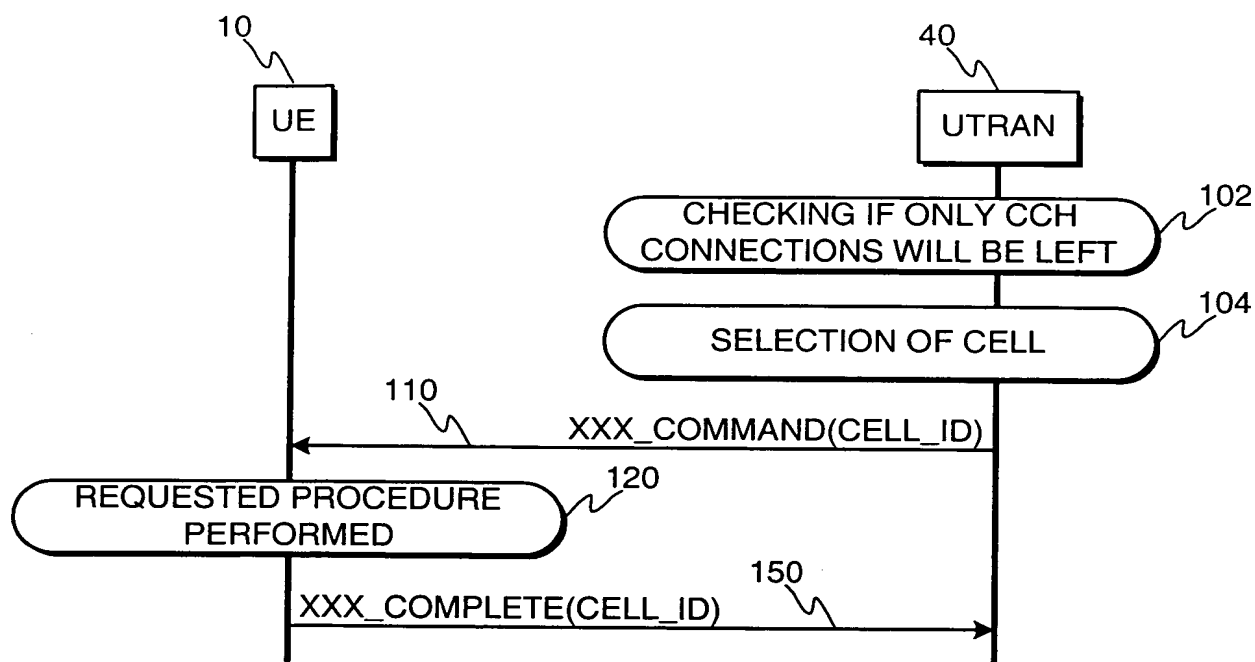 10
40
UE
UTRAN
102
CHECKING IF ONLY CCH
CONNECTIONS WILL BE LEFT
104
SELECTION OF CELL
110
XXX_COMMAND(CELL_ID)
120
REQUESTED PROCEDURE
PERFORMED
150
XXX_COMPLETE(CELL_ID)